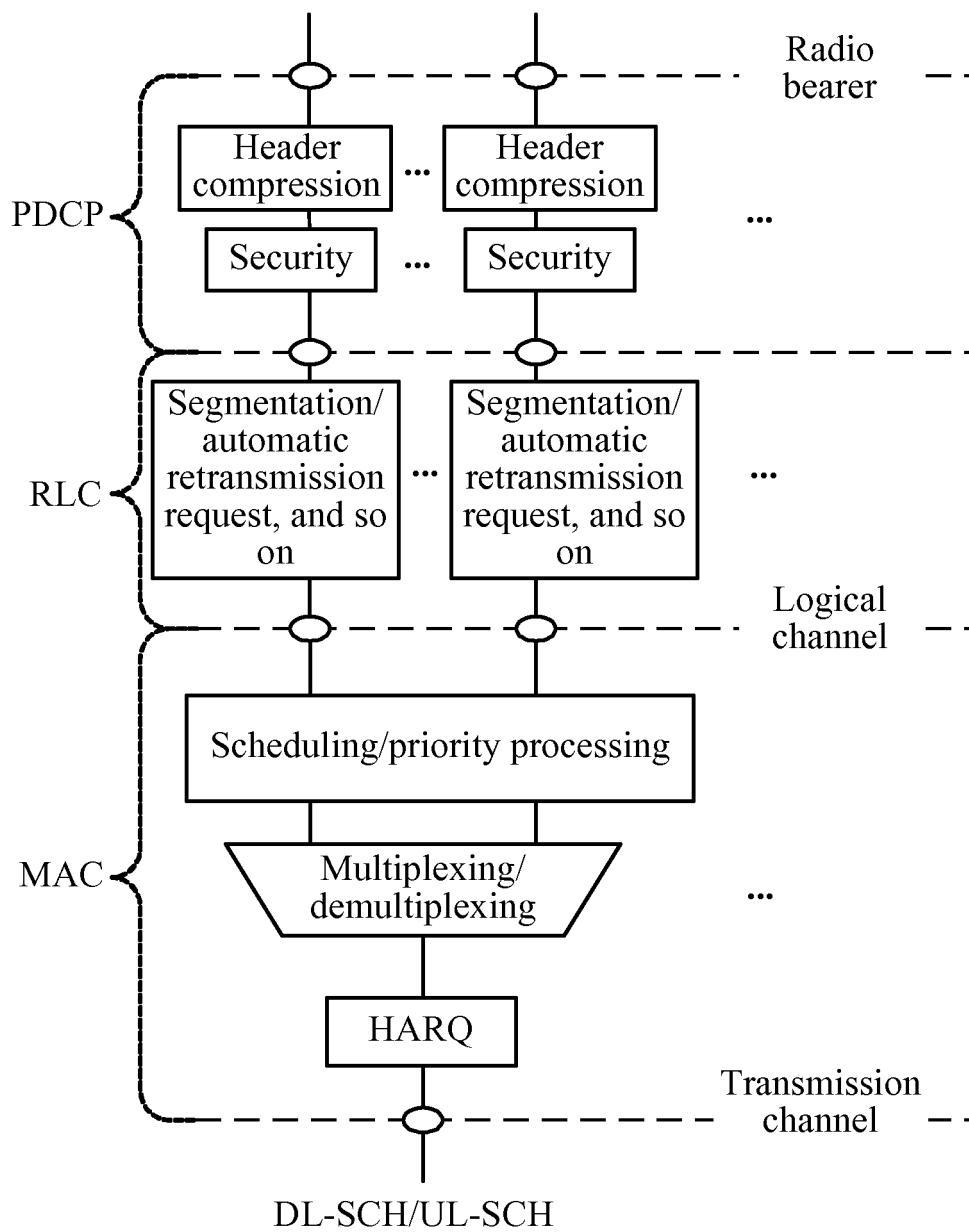 Radio
bearer
Header
compression
...
Header
compression
PDCP
...
Security
...
Security
Segmentation/
automatic
retransmission
request, and so
on
...
Segmentation/
automatic
retransmission
request, and so
on
...
RLC
Logical
channel
Scheduling/priority processing
MAC
Multiplexing/
demultiplexing
...
HARQ
Transmission
channel
DL-SCH/UL-SCH